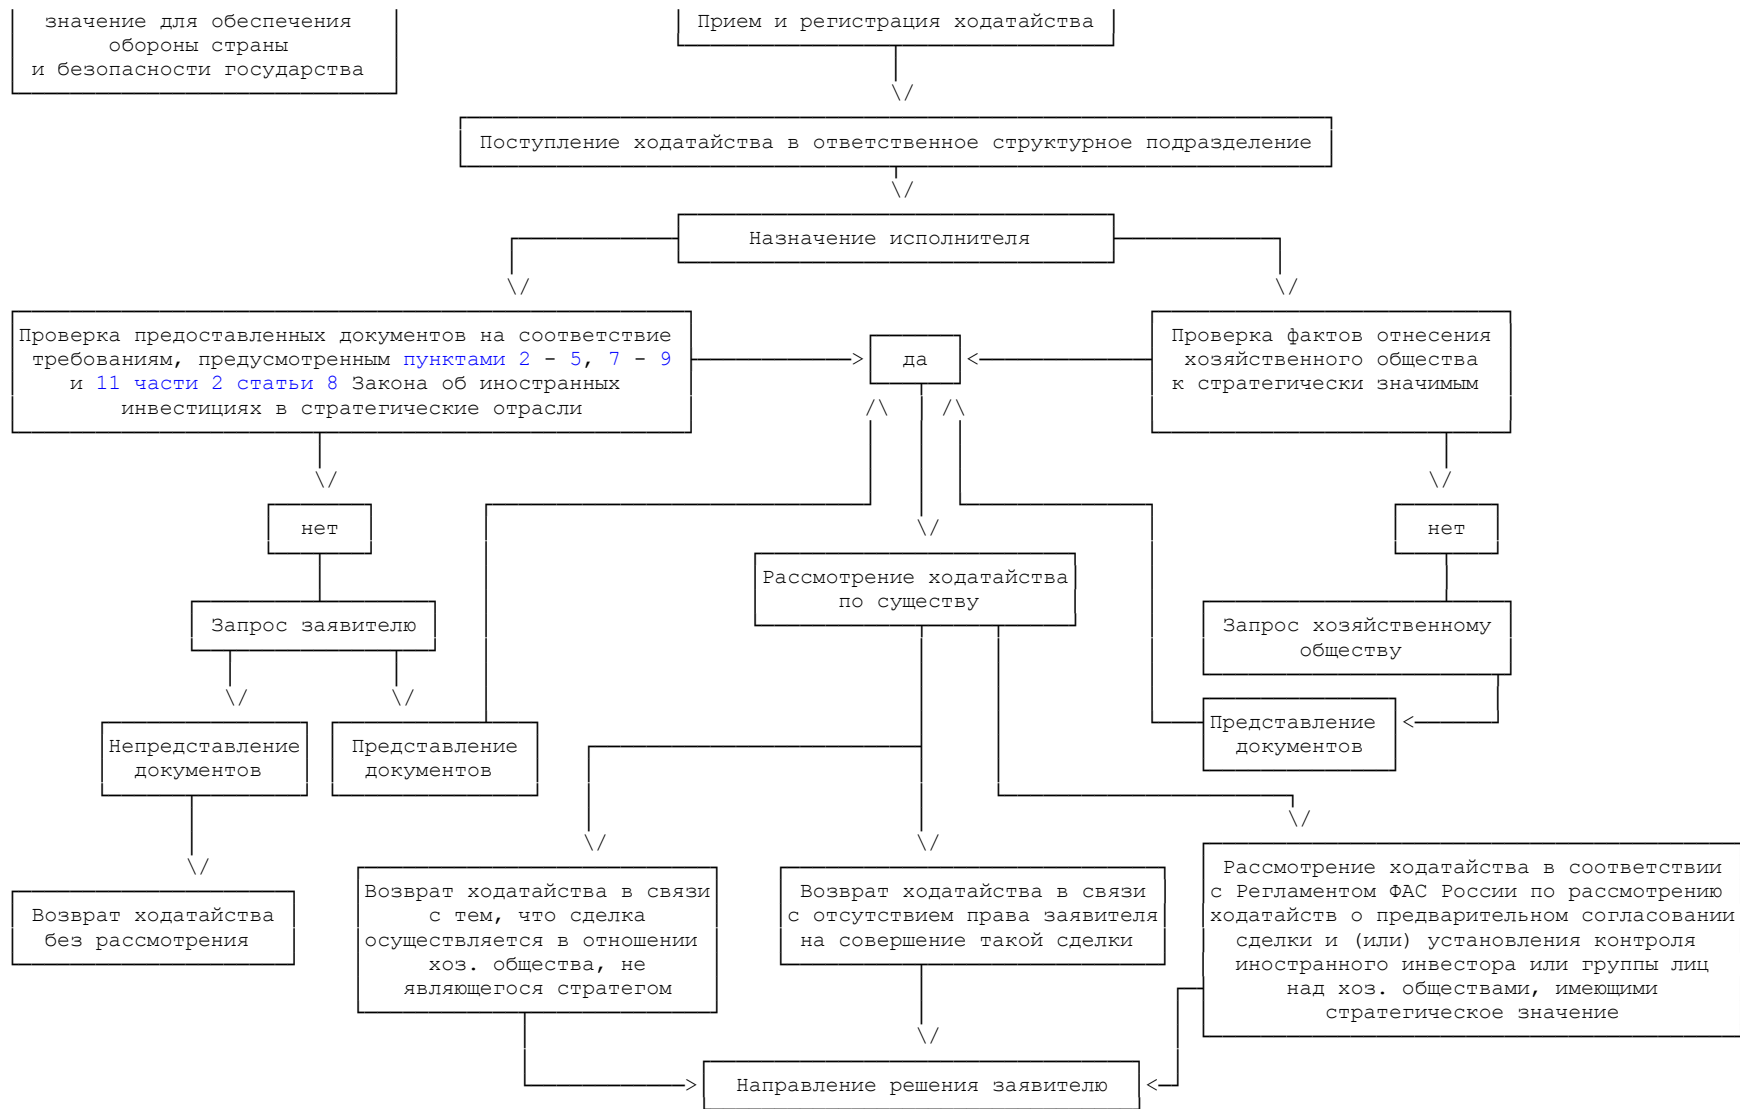 значение для обеспечения
обороны страны
и безопасности государства
Прием и регистрация ходатайства
\/
Поступление ходатайства в ответственное структурное подразделение
\/
Назначение исполнителя
\/
\/
Проверка предоставленных документов на соответствие
требованиям, предусмотренным пунктами 2 - 5, 7 - 9
и 11 части 2 статьи 8 Закона об иностранных
инвестициях в стратегические отрасли
>
да
<
Проверка фактов отнесения
хозяйственного общества
к стратегически значимым
/\
/\
\/
\/
нет
\/
нет
Рассмотрение ходатайства
по существу
Запрос заявителю
Запрос хозяйственному
обществу
\/
\/
Непредставление
документов
Представление
документов
Представление
документов
<
\/
\/
\/
\/
Возврат ходатайства
без рассмотрения
Возврат ходатайства в связи
с тем, что сделка
осуществляется в отношении
хоз. общества, не
являющегося стратегом
Возврат ходатайства в связи
с отсутствием права заявителя
на совершение такой сделки
Рассмотрение ходатайства в соответствии
с Регламентом ФАС России по рассмотрению
ходатайств о предварительном согласовании
сделки и (или) установления контроля
иностранного инвестора или группы лиц
над хоз. обществами, имеющими
стратегическое значение
\/
>
Направление решения заявителю
<